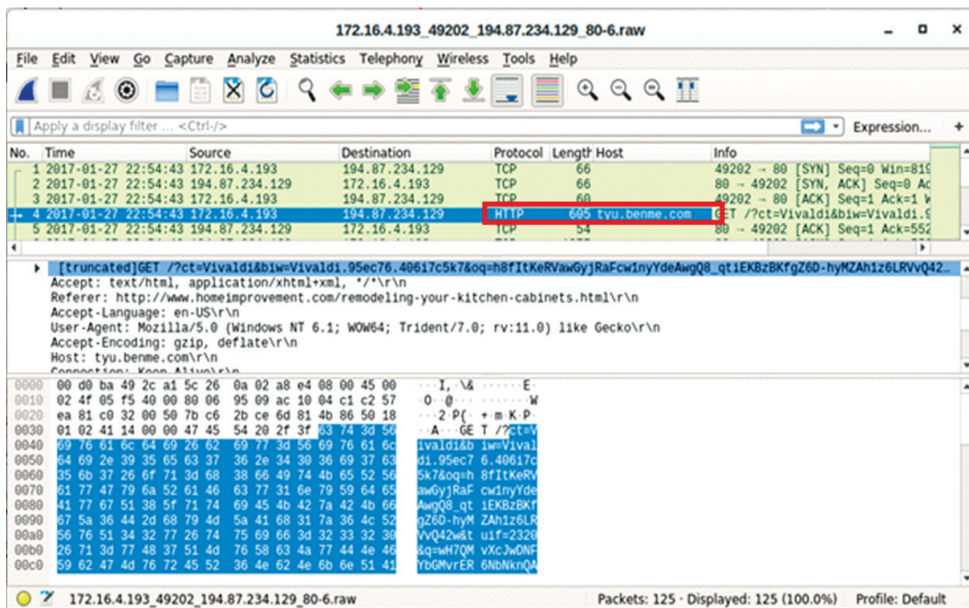 172.16.4.193_49202_194.87.234.129_80-6.raw
File Edit View Go Capture Analyze Statistics Telephony Wireless Tools Help
Apply a display filter ... <Ctrl-/> Expression... +
No. Time Source Destination Protocol Length Host Info
1 2017-01-27 22:54:43 172.16.4.193 194.87.234.129 TCP 66 49202 → 80 [SYN] Seq=0 Win=819
2 2017-01-27 22:54:43 194.87.234.129 172.16.4.193 TCP 66 80 → 49202 [SYN, ACK] Seq=0 Ac
3 2017-01-27 22:54:43 172.16.4.193 194.87.234.129 TCP 60 49202 → 80 [ACK] Seq=1 Ack=1 W
4 2017-01-27 22:54:43 172.16.4.193 194.87.234.129 HTTP 605 tyu.benme.com GET /?ct=Vivaldi&biw=Vivaldi.9
5 2017-01-27 22:54:43 194.87.234.129 172.16.4.193 TCP 54 80 → 49202 [ACK] Seq=1 Ack=552
[truncated]GET /?ct=Vivaldi&biw=Vivaldi.95ec76.406i7c5k7&oq=h8fItKeRVawGyjRaFcw1nyYdeAwgQ8_qtiEKBzBKfgZ6D-hyMZAh1z6LRVvQ42…
Accept: text/html, application/xhtml+xml, */*\r\n
Referer: http://www.homeimprovement.com/remodeling-your-kitchen-cabinets.html\r\n
Accept-Language: en-US\r\n
User-Agent: Mozilla/5.0 (Windows NT 6.1; WOW64; Trident/7.0; rv:11.0) like Gecko\r\n
Accept-Encoding: gzip, deflate\r\n
Host: tyu.benme.com\r\n
Connection: Keep-Alive\r\n
0000 00 d0 ba 49 2c a1 5c 26 0a 02 a8 e4 08 00 45 00 ···I,·\& ······E·
0010 02 4f 05 f5 40 00 80 06 95 09 ac 10 04 c1 c2 57 ·O··@··· ·······W
0020 ea 81 c0 32 00 50 7b c6 2b ce 6d 81 4b 86 50 18 ···2·P{· +·m·K·P·
0030 01 02 41 14 00 00 47 45 54 20 2f 3f 63 74 3d 56 ··A···GE T /?ct=V
0040 69 76 61 6c 64 69 26 62 69 77 3d 56 69 76 61 6c ivaldi&b iw=Vival
0050 64 69 2e 39 35 65 63 37 36 2e 34 30 36 69 37 63 di.95ec7 6.406i7c
0060 35 6b 37 26 6f 71 3d 68 38 66 49 74 4b 65 52 56 5k7&oq=h 8fItKeRV
0070 61 77 47 79 6a 52 61 46 63 77 31 6e 79 59 64 65 awGyjRaF cw1nyYde
0080 41 77 67 51 38 5f 71 74 69 45 4b 42 7a 42 4b 66 AwgQ8_qt iEKBzBKf
0090 67 5a 36 44 2d 68 79 4d 5a 41 68 31 7a 36 4c 52 gZ6D-hyM ZAh1z6LR
00a0 56 76 51 34 32 77 26 74 75 69 66 3d 32 33 32 30 VvQ42w&t uif=2320
00b0 26 71 3d 77 48 37 51 4d 76 58 63 4a 77 44 4e 46 &q=wH7QM vXcJwDNF
00c0 59 62 47 4d 76 72 45 52 36 4e 62 4e 6b 6e 51 41 YbGMvrER 6NbNknQA
172.16.4.193_49202_194.87.234.129_80-6.raw Packets: 125 · Displayed: 125 (100.0%) Profile: Default